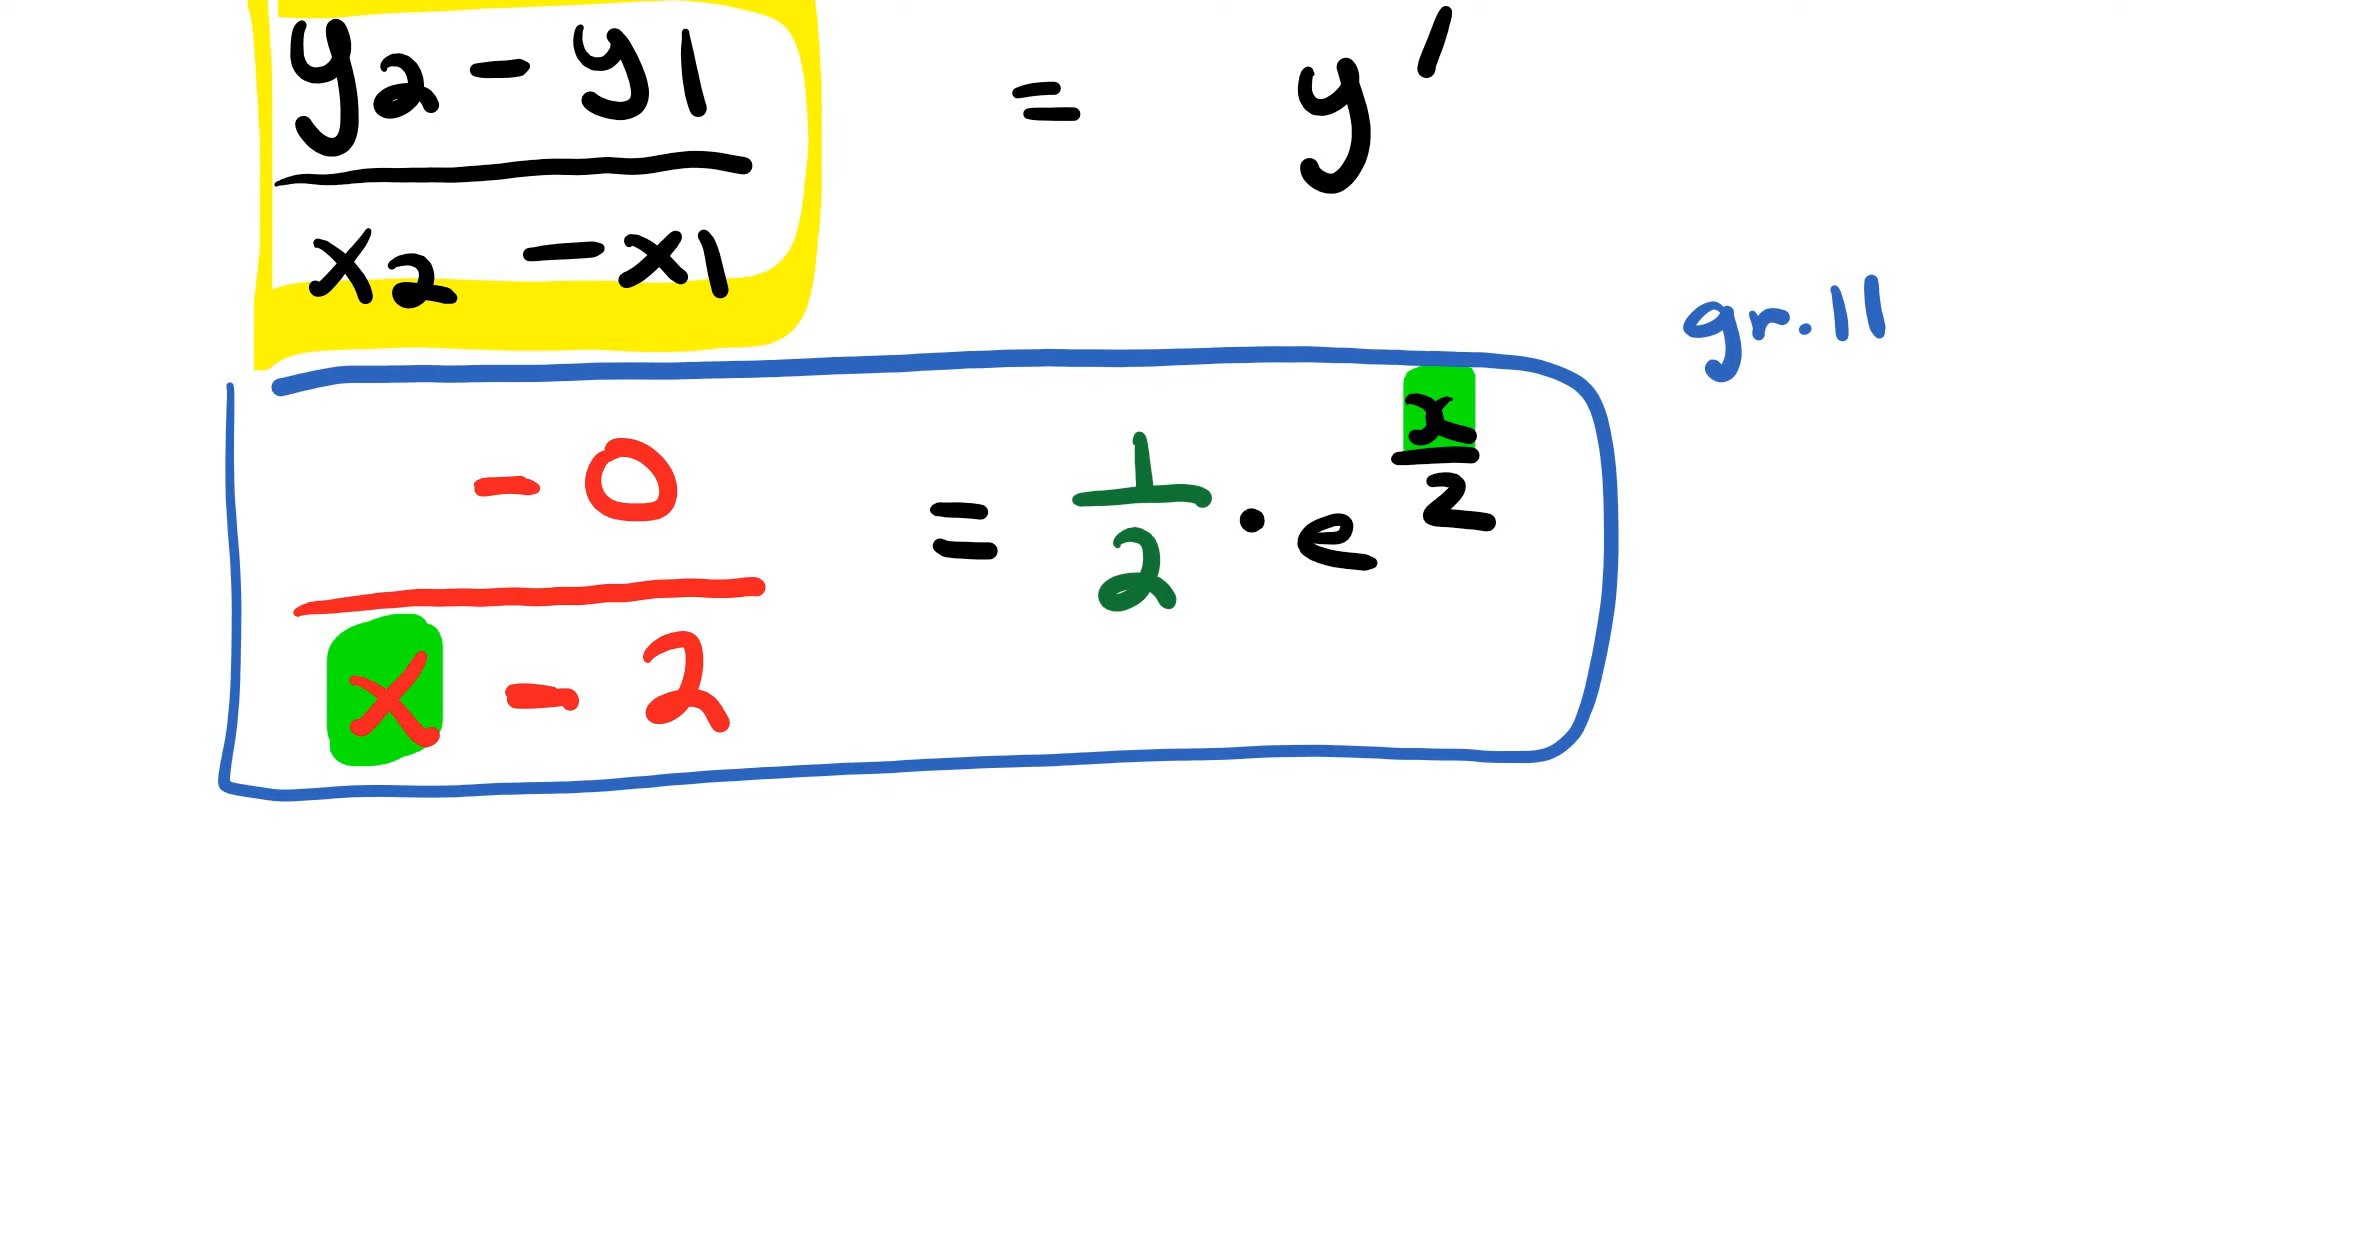 y2 - y1
x2 - x1
= y'
gr.11
- 0
x - 2
= 1/2 · e^x/2